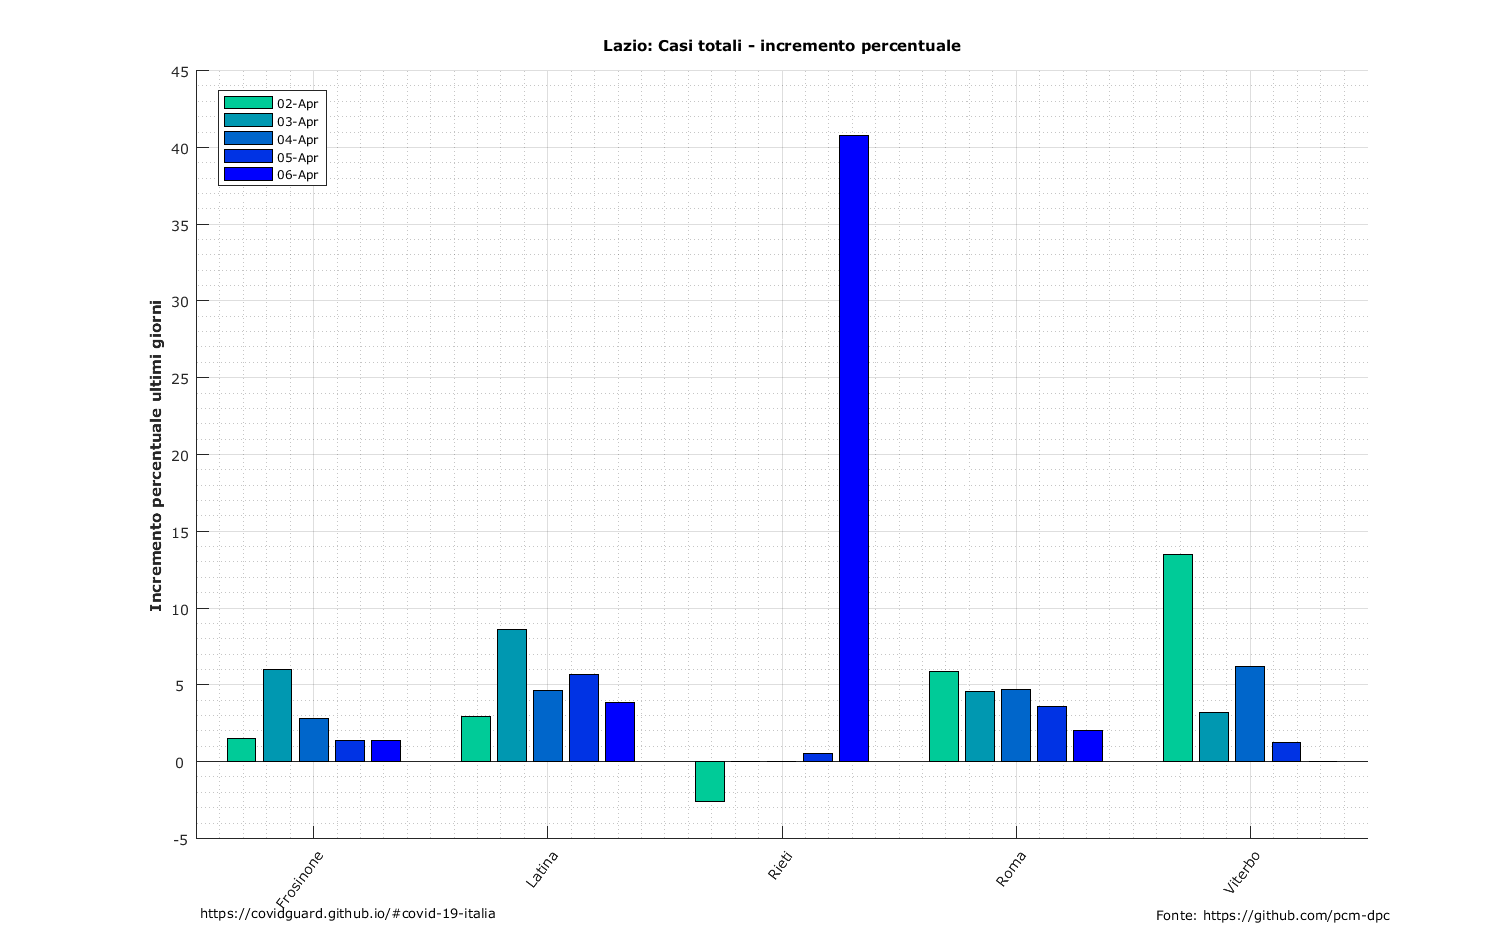 Lazio: Casi totali - incremento percentuale
Incremento percentuale ultimi giorni
45
40
35
30
25
20
15
10
5
0
-5
02-Apr
03-Apr
04-Apr
05-Apr
06-Apr
Frosinone
Latina
Rieti
Roma
Viterbo
https://covidguard.github.io/#covid-19-italia
Fonte: https://github.com/pcm-dpc